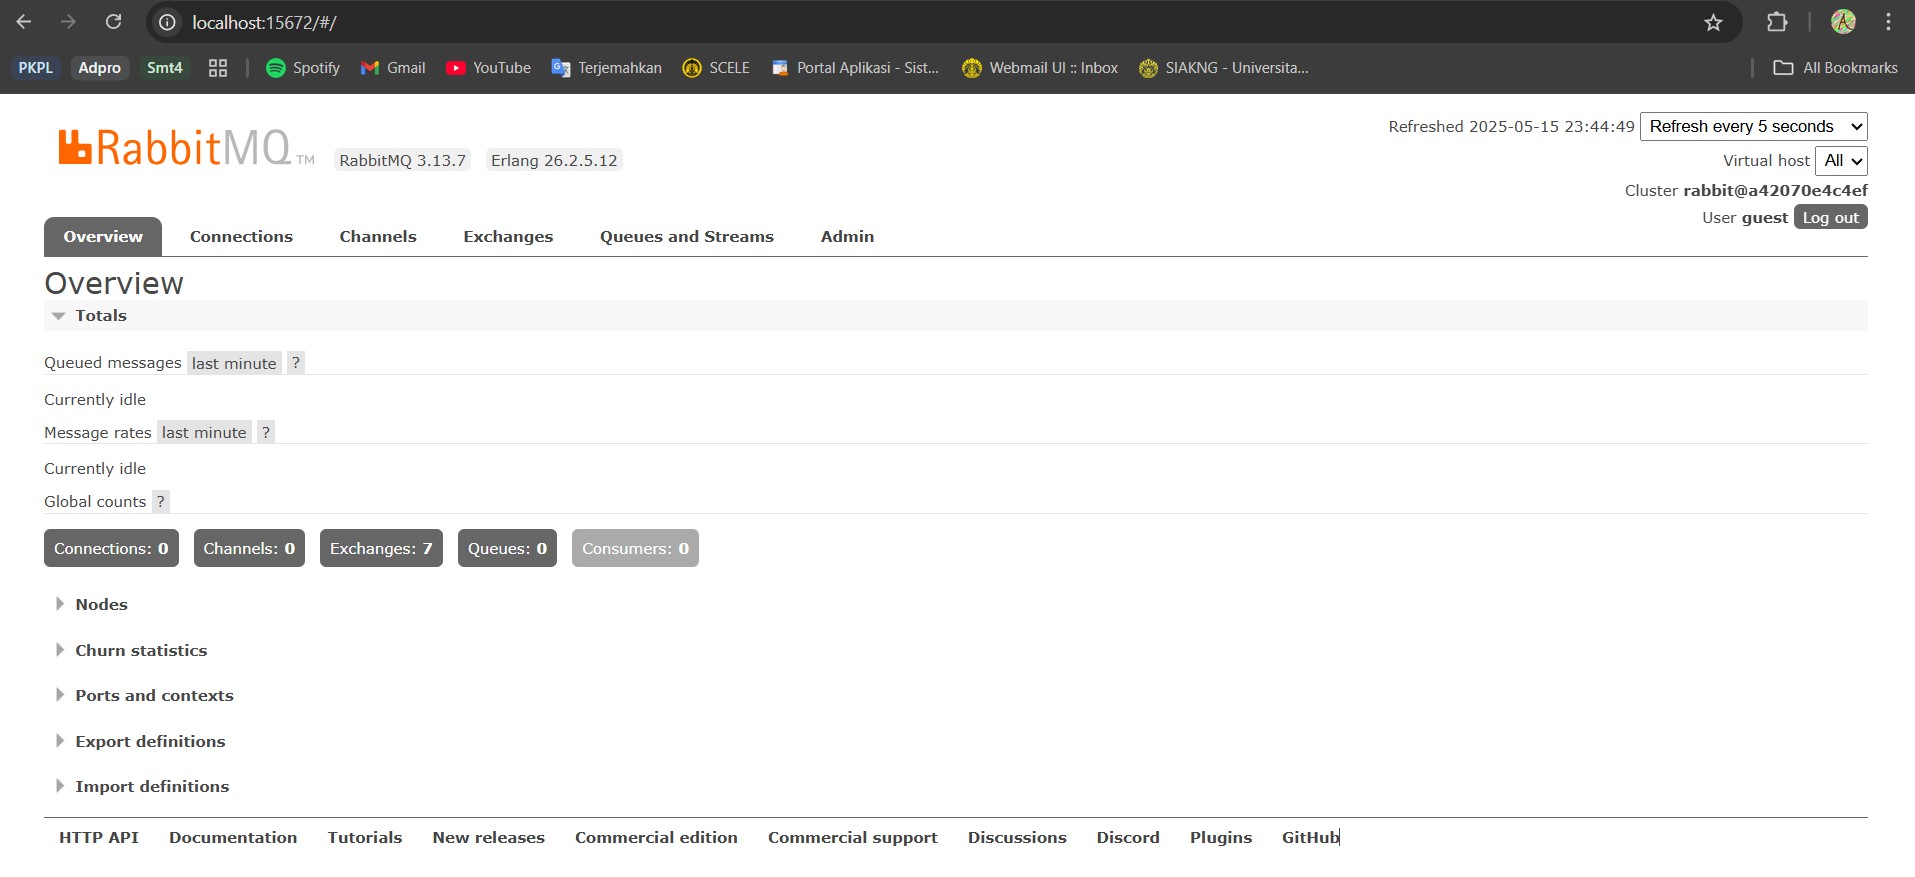 localhost:15672/#/
PKPL Adpro Smt4 Spotify Gmail YouTube Terjemahkan SCELE Portal Aplikasi - Sist... Webmail UI :: Inbox SIAKNG - Universita... All Bookmarks
RabbitMQ TM RabbitMQ 3.13.7 Erlang 26.2.5.12
Refreshed 2025-05-15 23:44:49 Refresh every 5 seconds
Virtual host All
Cluster rabbit@a42070e4c4ef
User guest Log out
Overview Connections Channels Exchanges Queues and Streams Admin
Overview
Totals
Queued messages last minute ?
Currently idle
Message rates last minute ?
Currently idle
Global counts ?
Connections: 0 Channels: 0 Exchanges: 7 Queues: 0 Consumers: 0
Nodes
Churn statistics
Ports and contexts
Export definitions
Import definitions
HTTP API Documentation Tutorials New releases Commercial edition Commercial support Discussions Discord Plugins GitHub